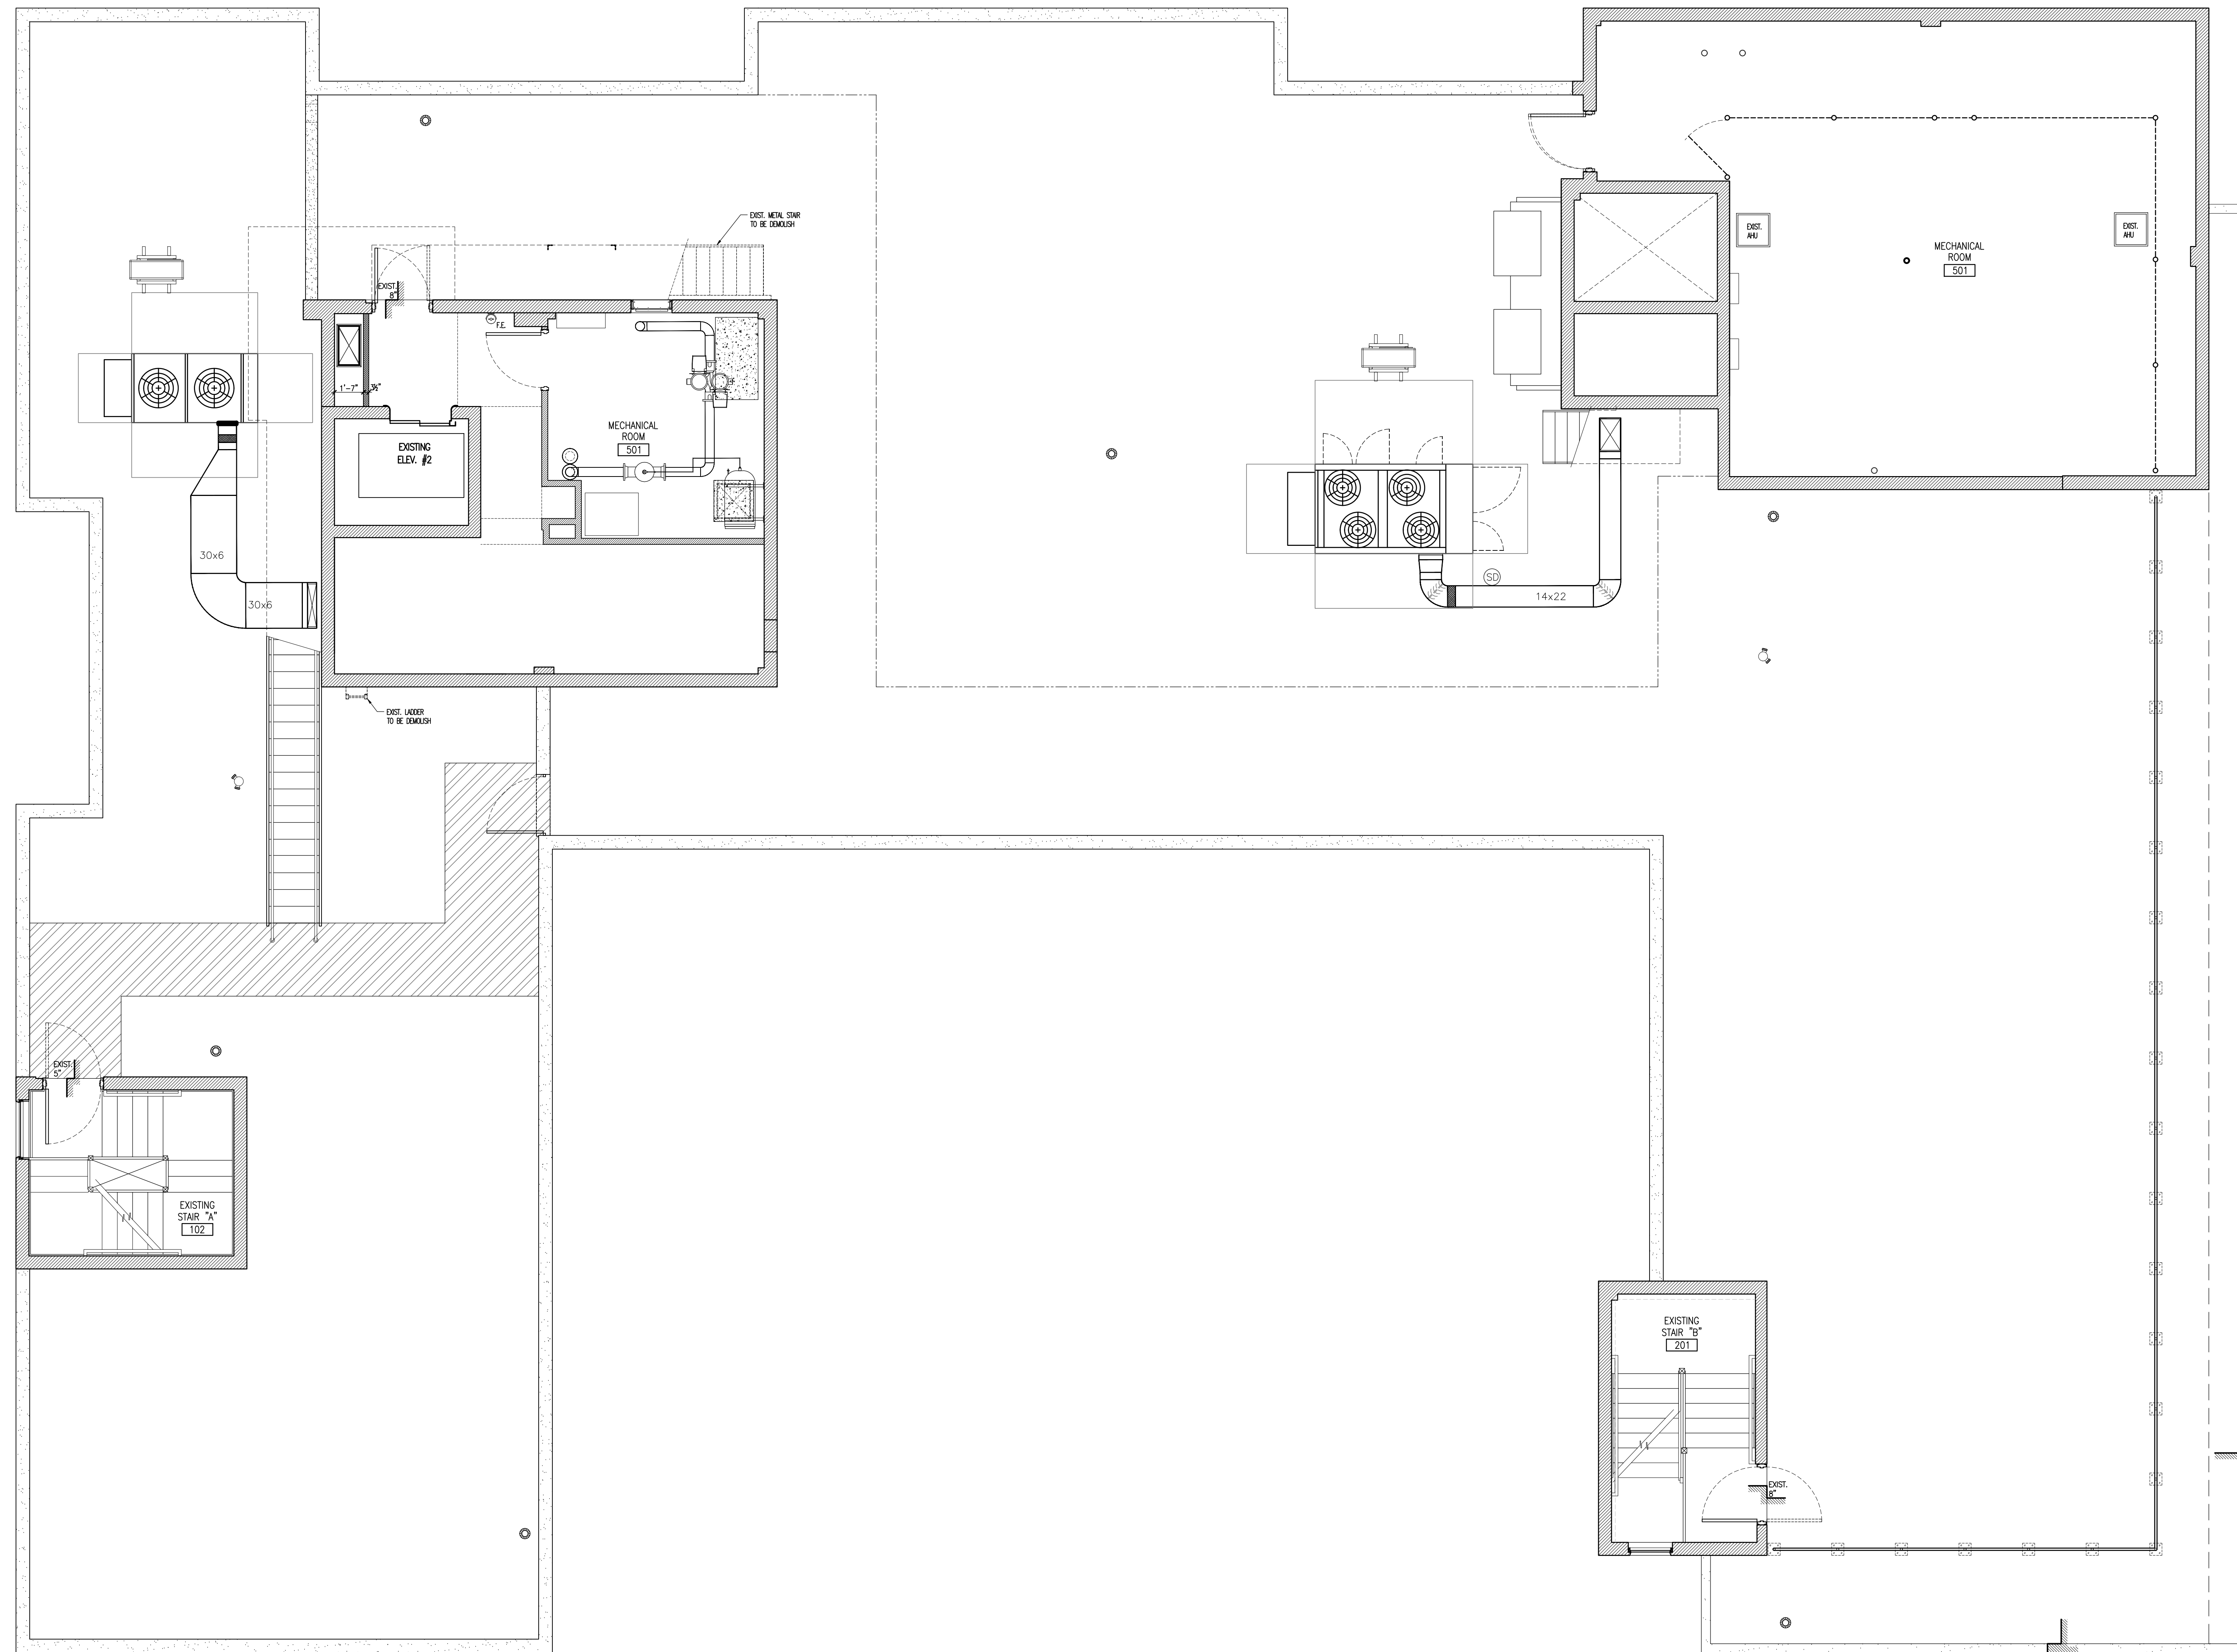 EXIST. METAL STAIR
TO BE DEMOLISH
EXIST.
AHU
EXIST.
AHU
MECHANICAL
ROOM
501
EXIST.
8"
F.E.
1'-7"
3½"
MECHANICAL
ROOM
501
EXISTING
ELEV. #2
30x6
30x6
SD
14x22
EXIST. LADDER
TO BE DEMOLISH
EXIST.
5"
EXISTING
STAIR "A"
102
EXISTING
STAIR "B"
201
EXIST.
8"